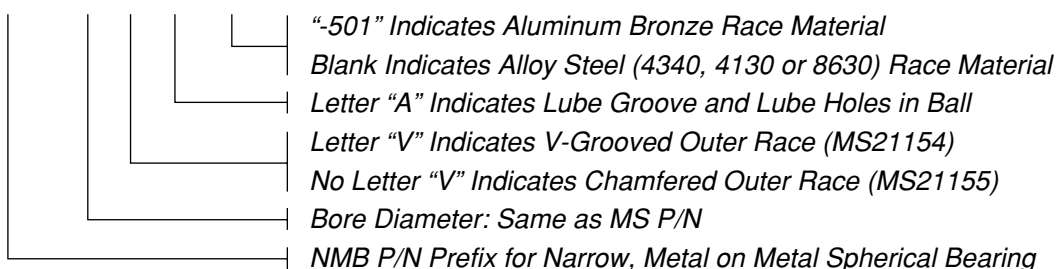 “-501” Indicates Aluminum Bronze Race Material
Blank Indicates Alloy Steel (4340, 4130 or 8630) Race Material
Letter “A” Indicates Lube Groove and Lube Holes in Ball
Letter “V” Indicates V-Grooved Outer Race (MS21154)
No Letter “V” Indicates Chamfered Outer Race (MS21155)
Bore Diameter: Same as MS P/N
NMB P/N Prefix for Narrow, Metal on Metal Spherical Bearing